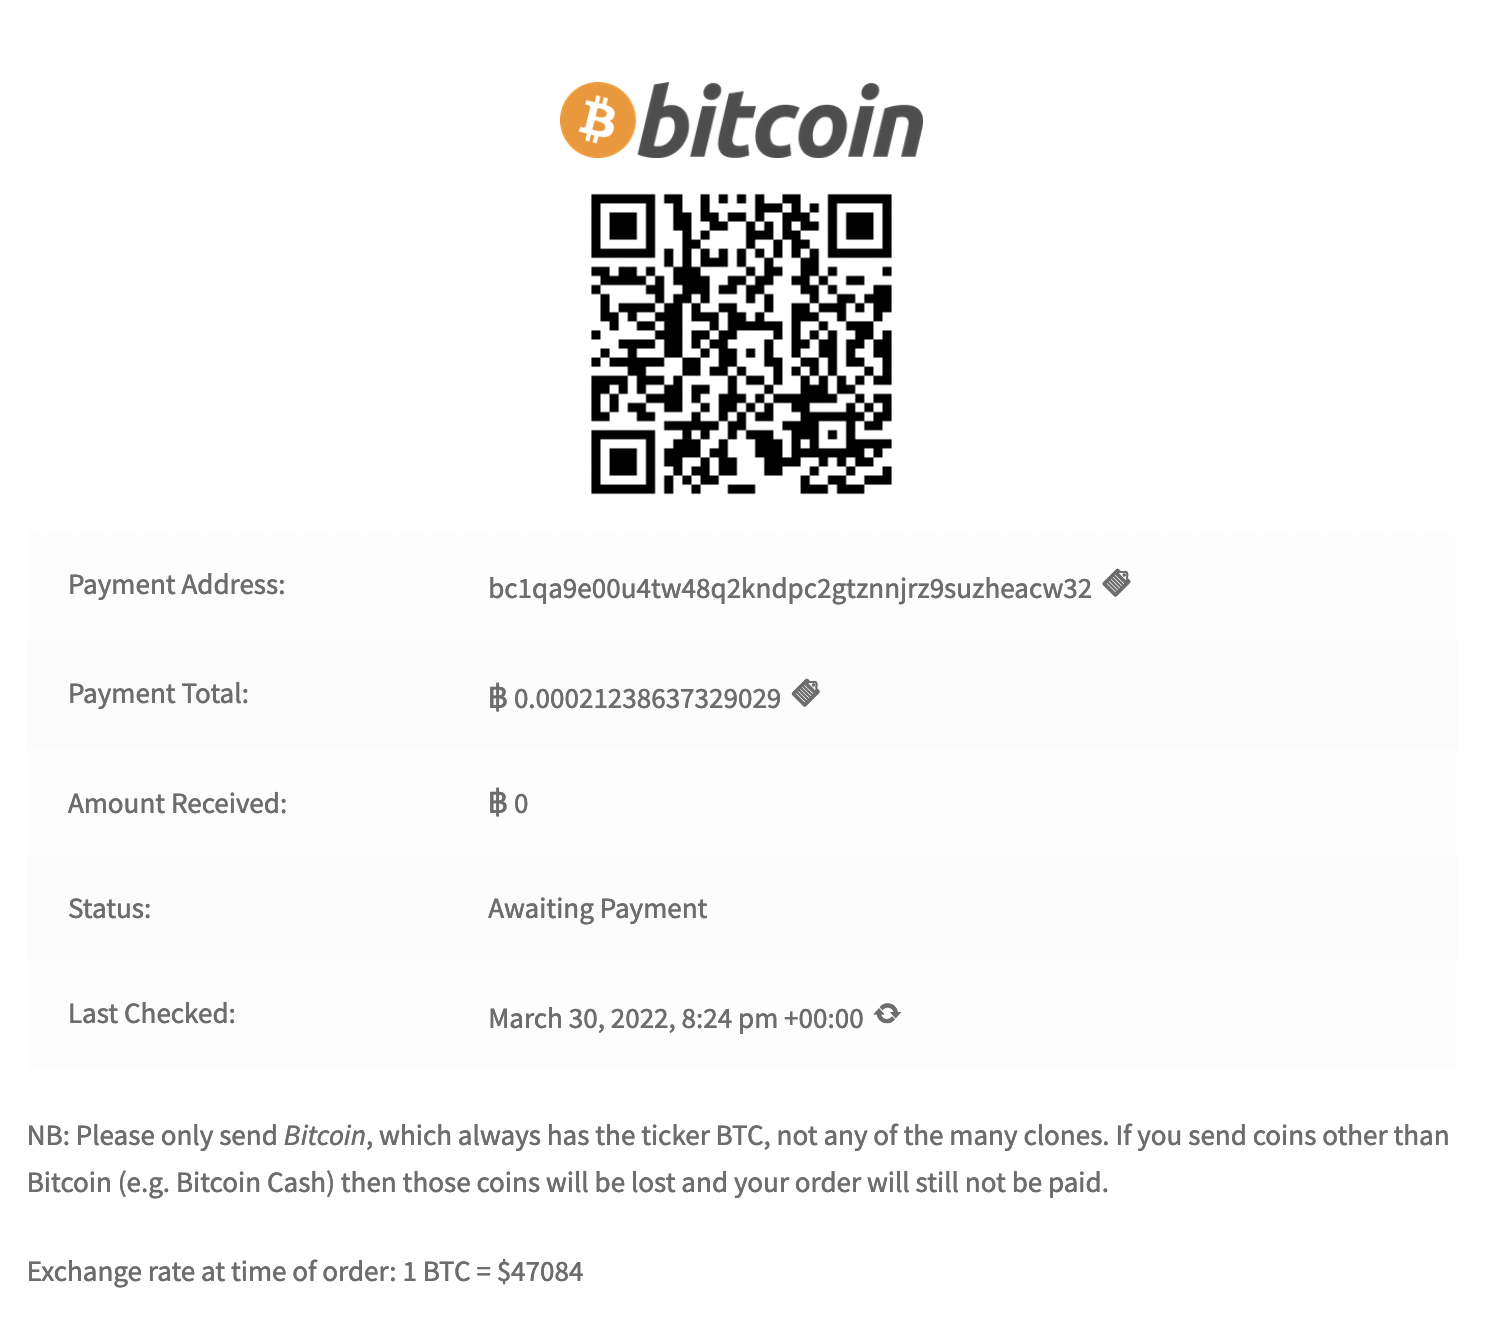 bitcoin
Payment Address:
bc1qa9e00u4tw48q2kndpc2gtznnjrz9suzheacw32
Payment Total:
฿ 0.00021238637329029
Amount Received:
฿ 0
Status:
Awaiting Payment
Last Checked:
March 30, 2022, 8:24 pm +00:00
NB: Please only send Bitcoin, which always has the ticker BTC, not any of the many clones. If you send coins other than
Bitcoin (e.g. Bitcoin Cash) then those coins will be lost and your order will still not be paid.
Exchange rate at time of order: 1 BTC = $47084